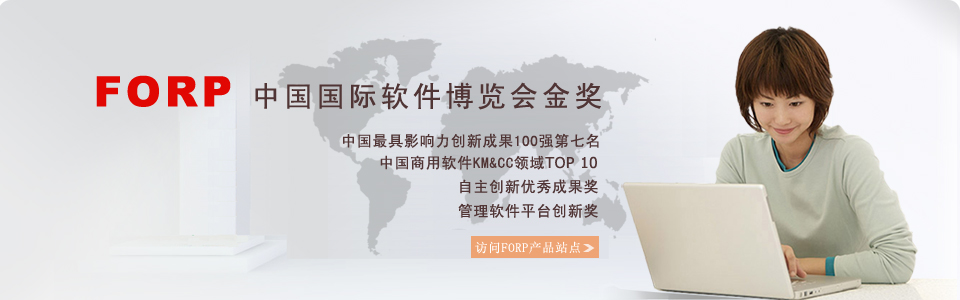 FORP 中国国际软件博览会金奖
中国最具影响力创新成果100强第七名
中国商用软件KM&CC领域TOP 10
自主创新优秀成果奖
管理软件平台创新奖
访问FORP产品站点